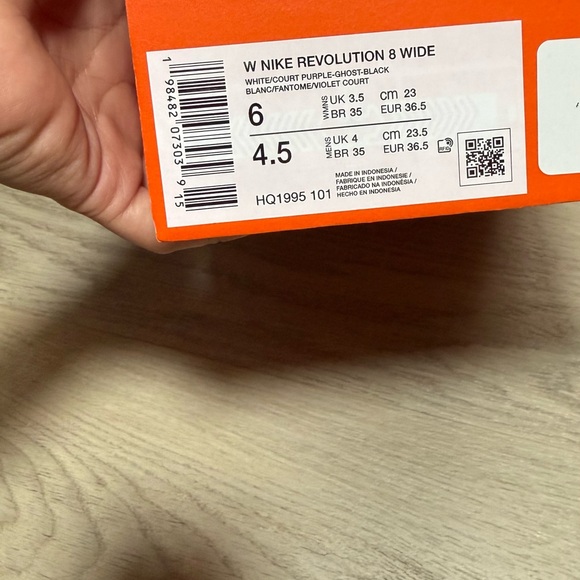 W NIKE REVOLUTION 8 WIDE
WHITE/COURT PURPLE-GHOST-BLACK
BLANC/FANTOME/VIOLET COURT
6 WMNS UK 3.5 cm 23
BR 35 EUR 36.5
4.5 MENS UK 4 cm 23.5
BR 35 EUR 36.5
RFID
HQ1995 101
MADE IN INDONESIA /
FABRIQUE EN INDONESIE /
FABRICADO NA INDONÉSIA /
HECHO EN INDONESIA
1 98482 07303 9 15